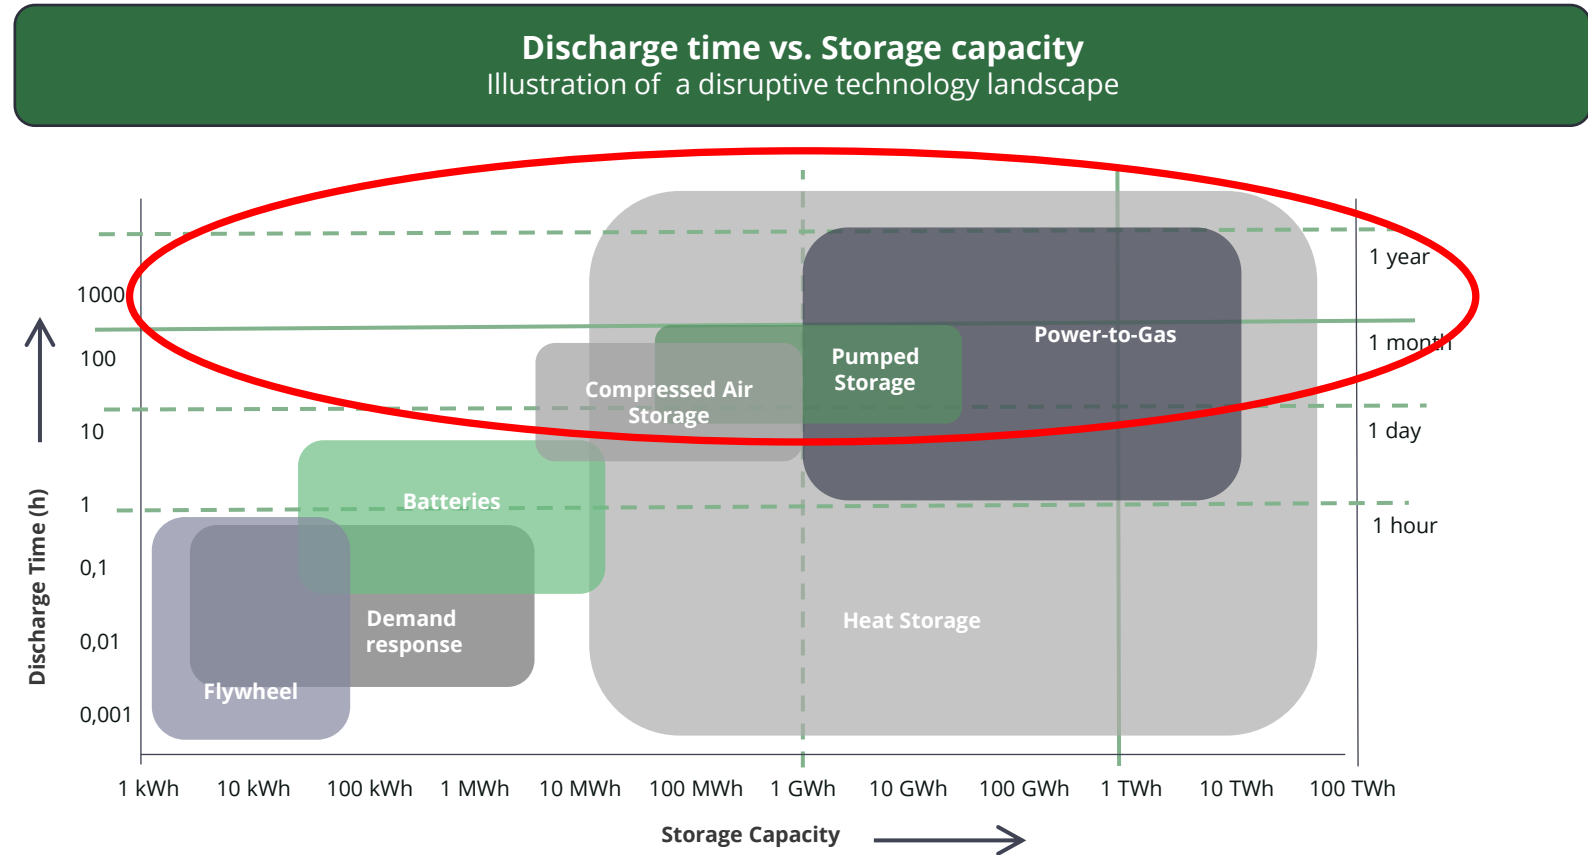 Discharge time vs. Storage capacity
Illustration of  a disruptive technology landscape
1 year
1000
1 month
100
Power-to-Gas
Pumped
Storage
Compressed Air
Storage
1 day
10
Batteries
1
1 hour
0,1
Discharge Time (h)
Demand
response
Heat Storage
0,01
Flywheel
0,001
1 kWh
10 kWh
100 kWh
1 MWh
10 MWh
100 MWh
1 GWh
10 GWh
100 GWh
1 TWh
10 TWh
100 TWh
Storage Capacity